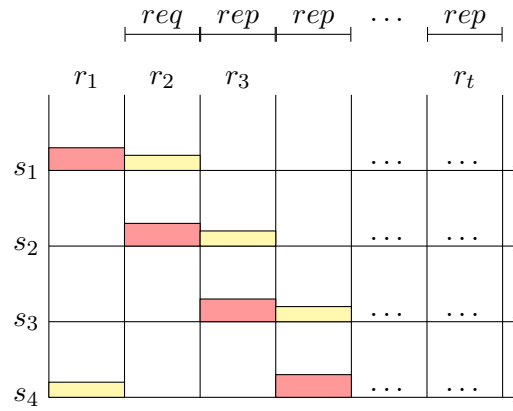 req rep rep … rep
r₁ r₂ r₃ rₜ
s₁ … …
s₂ … …
s₃ … …
s₄ … …